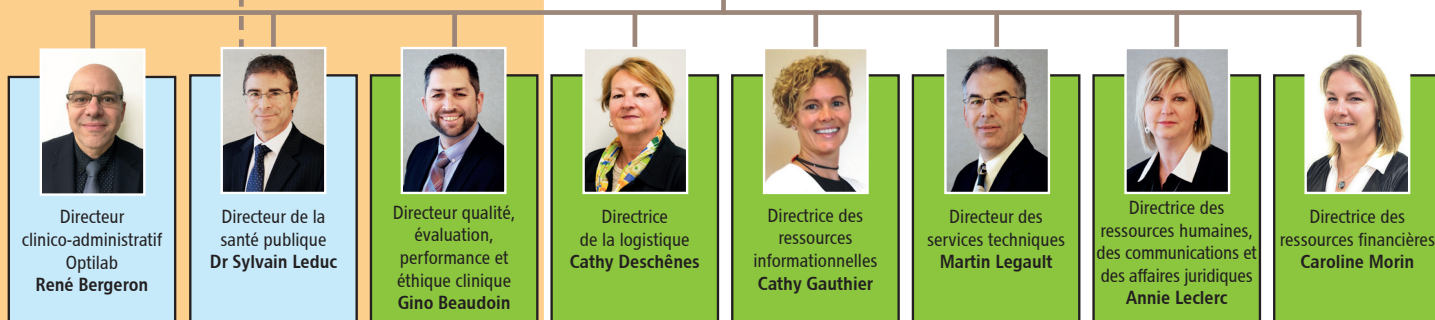 Directeur
clinico-administratif
Optilab
René Bergeron
Directeur de la
santé publique
Dr Sylvain Leduc
Directeur qualité,
évaluation,
performance et
éthique clinique
Gino Beaudoin
Directrice
de la logistique
Cathy Deschênes
Directrice des
ressources
informationnelles
Cathy Gauthier
Directeur des
services techniques
Martin Legault
Directrice des
ressources humaines,
des communications et
des affaires juridiques
Annie Leclerc
Directrice des
ressources financières
Caroline Morin